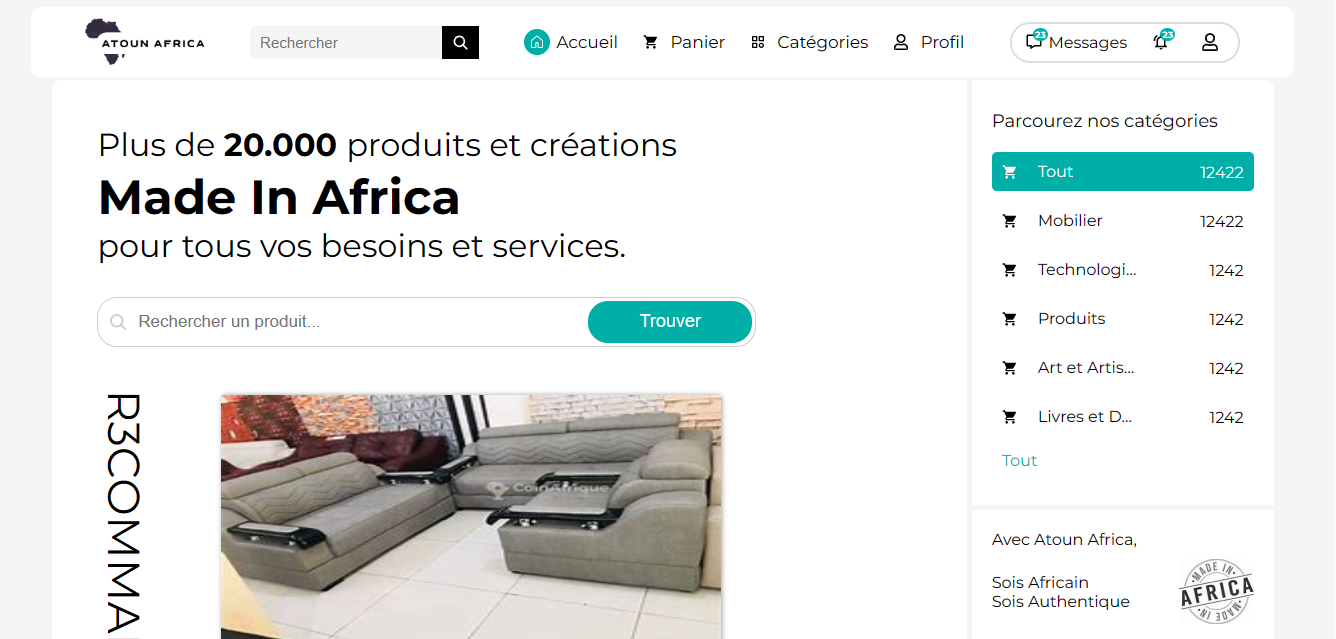 ATOUN AFRICA
Rechercher
Accueil
Panier
Catégories
Profil
23
Messages
23
Plus de 20.000 produits et créations
Made In Africa
pour tous vos besoins et services.
Rechercher un produit...
Trouver
R3COMMA
CoinAfrique
Parcourez nos catégories
Tout 12422
Mobilier 12422
Technologi... 1242
Produits 1242
Art et Artis... 1242
Livres et D... 1242
Tout
Avec Atoun Africa,
Sois Africain
Sois Authentique
MADE IN
AFRICA
MADE IN